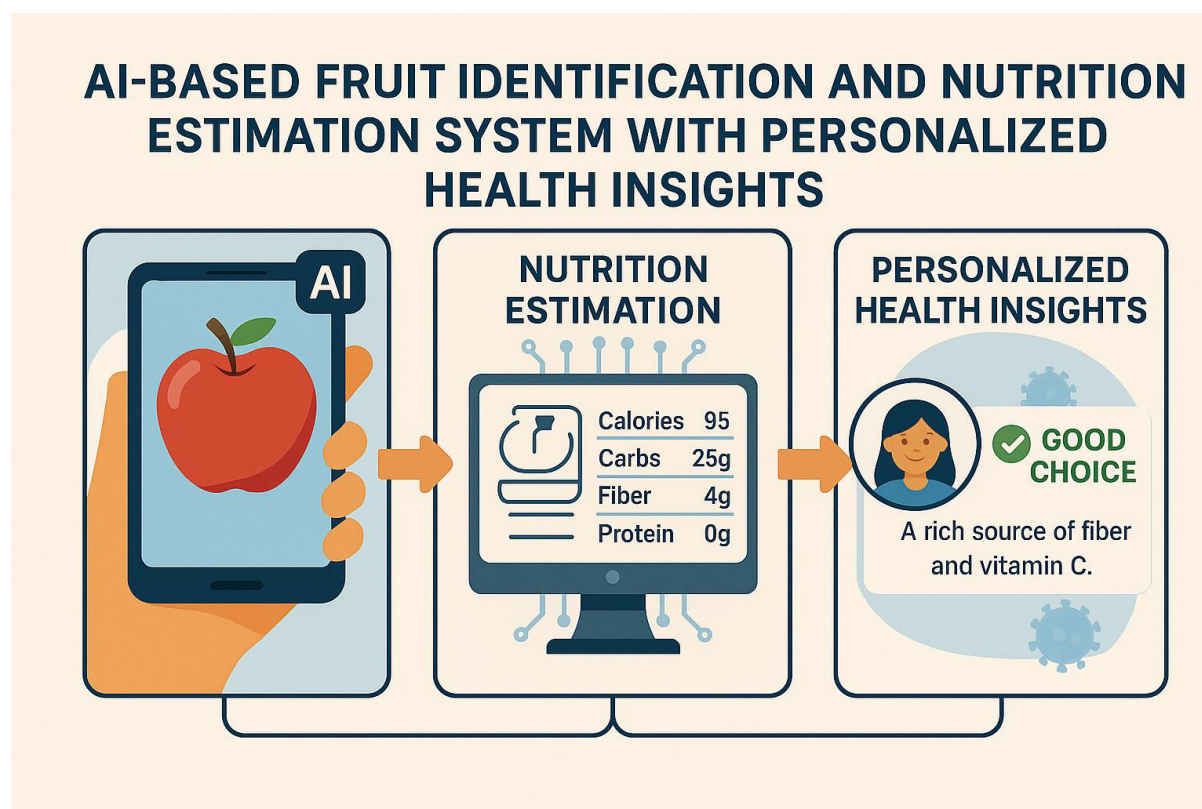 AI-BASED FRUIT IDENTIFICATION AND NUTRITION
ESTIMATION SYSTEM WITH PERSONALIZED
HEALTH INSIGHTS
AI
NUTRITION
ESTIMATION
Calories 95
Carbs 25g
Fiber 4g
Protein 0g
PERSONALIZED
HEALTH INSIGHTS
GOOD
CHOICE
A rich source of fiber
and vitamin C.